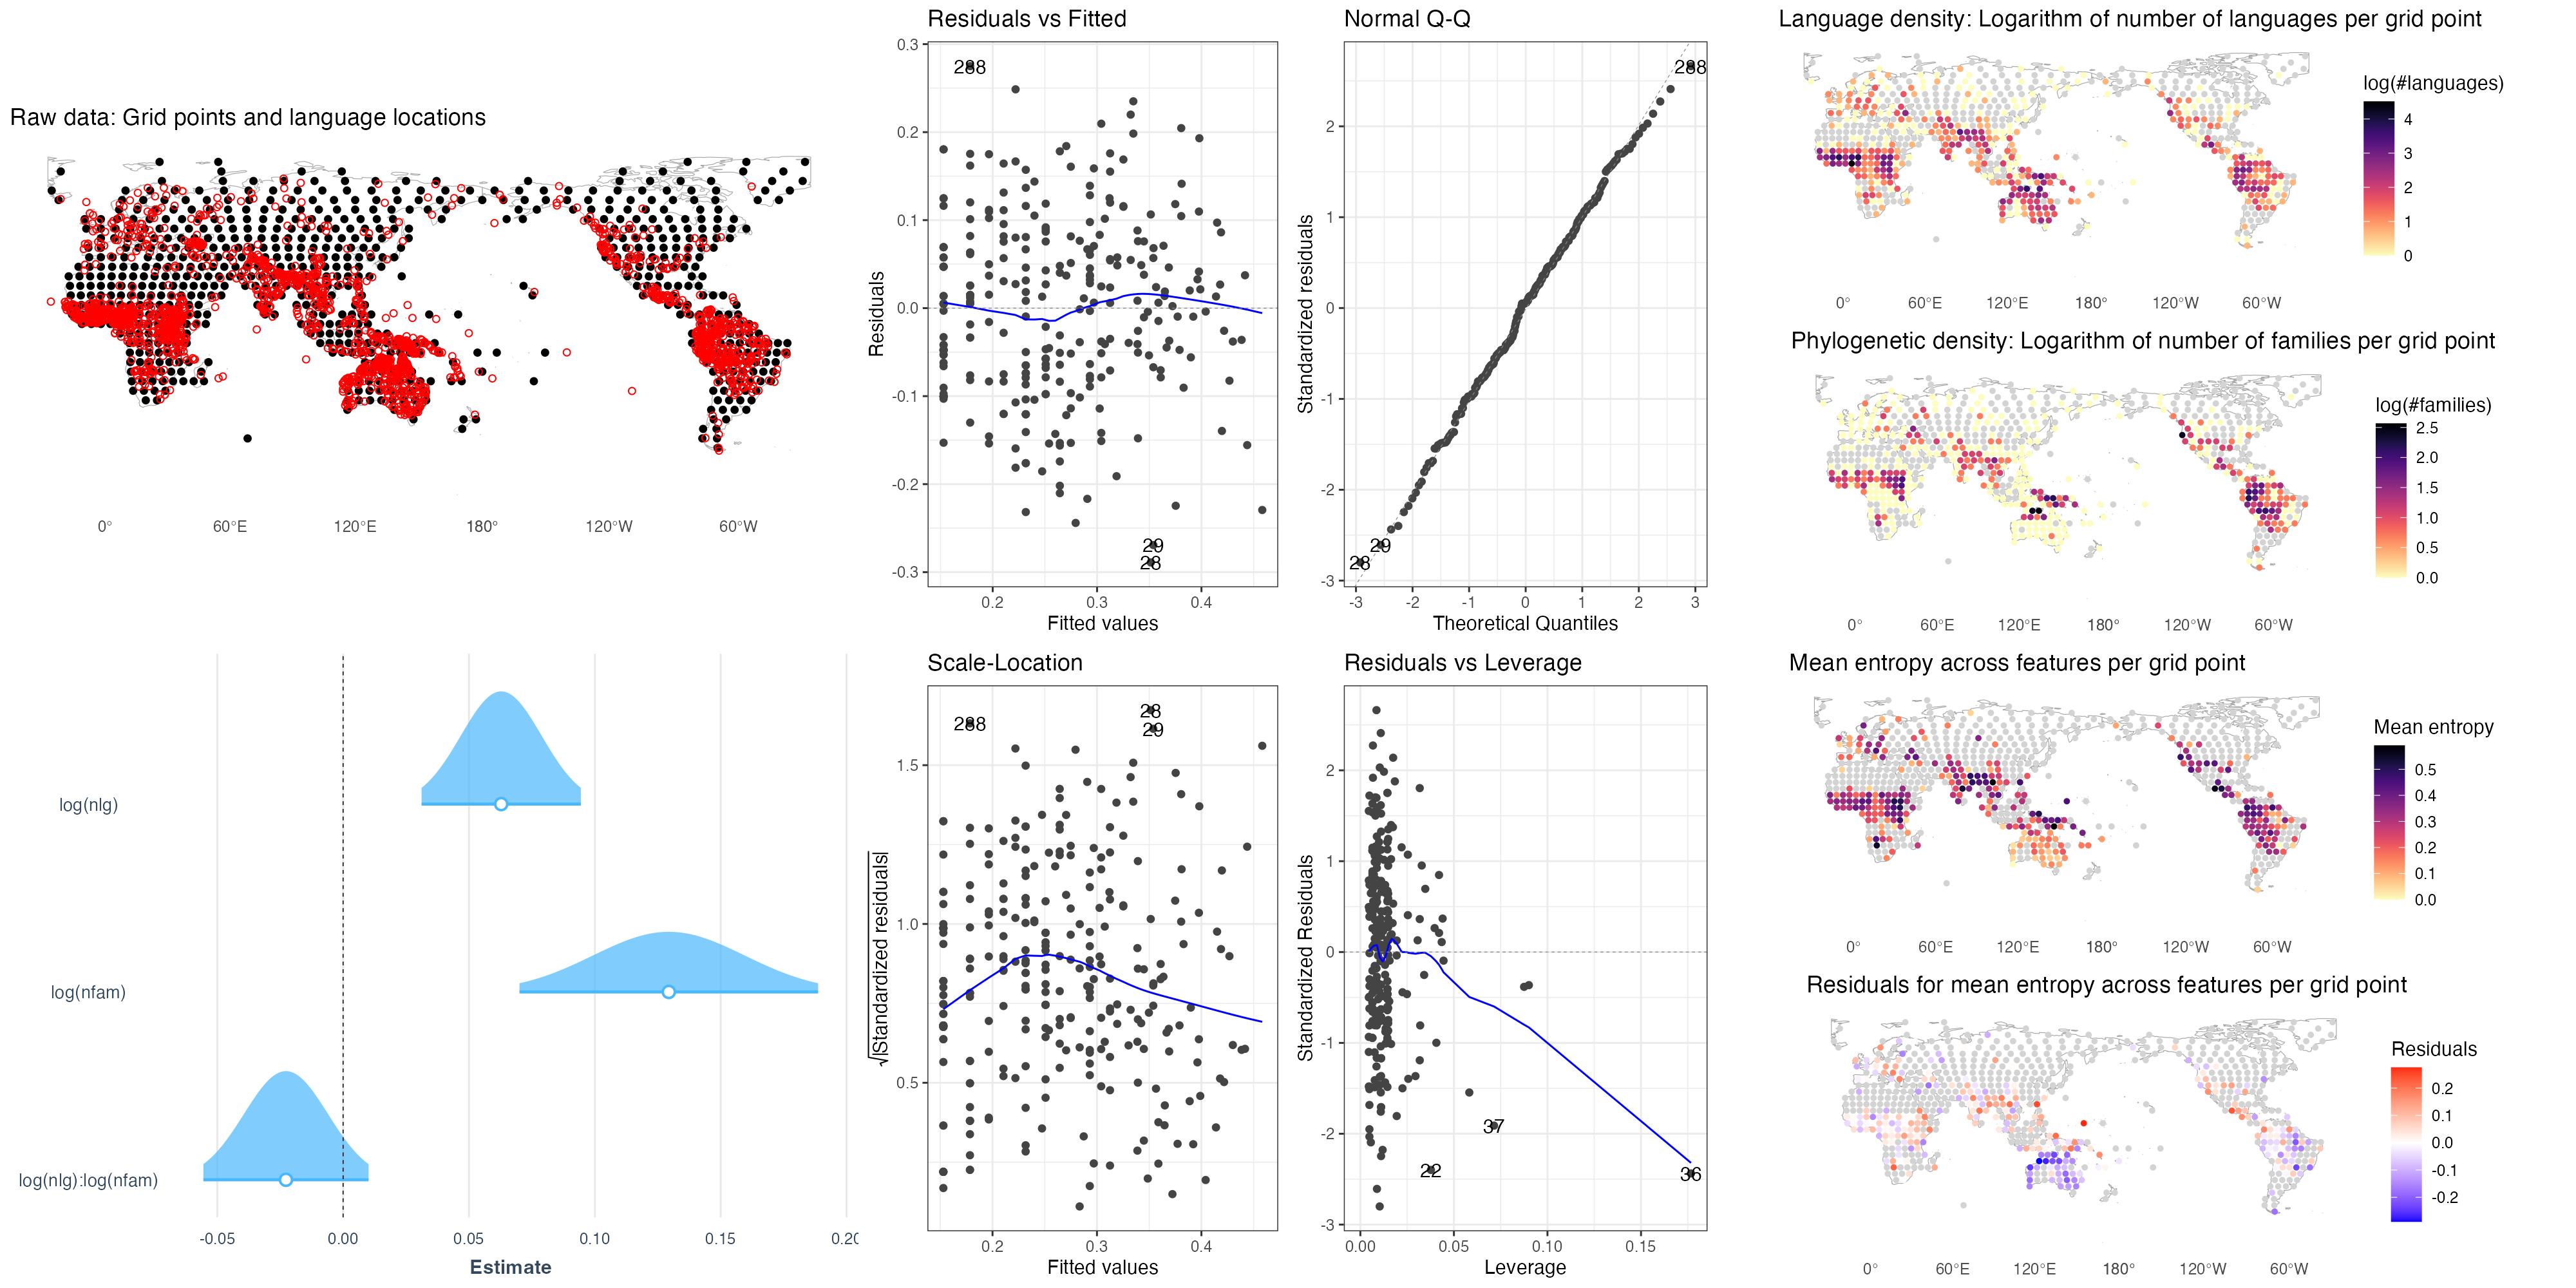 Raw data: Grid points and language locations
0° 60°E 120°E 180° 120°W 60°W
log(nlg)
log(nfam)
log(nlg):log(nfam)
-0.05 0.00 0.05 0.10 0.15 0.20
Estimate
Residuals vs Fitted
Residuals
0.3
0.2
0.1
0.0
-0.1
-0.2
-0.3
288
29
28
0.2 0.3 0.4
Fitted values
Normal Q-Q
Standardized residuals
2
1
0
-1
-2
-3
288
29
28
-3 -2 -1 0 1 2 3
Theoretical Quantiles
Scale-Location
√|Standardized residuals|
1.5
1.0
0.5
288
28
29
0.2 0.3 0.4
Fitted values
Residuals vs Leverage
Standardized Residuals
2
1
0
-1
-2
-3
37
22
36
0.00 0.05 0.10 0.15
Leverage
Language density: Logarithm of number of languages per grid point
log(#languages)
4
3
2
1
0
0° 60°E 120°E 180° 120°W 60°W
Phylogenetic density: Logarithm of number of families per grid point
log(#families)
2.5
2.0
1.5
1.0
0.5
0.0
0° 60°E 120°E 180° 120°W 60°W
Mean entropy across features per grid point
Mean entropy
0.5
0.4
0.3
0.2
0.1
0.0
0° 60°E 120°E 180° 120°W 60°W
Residuals for mean entropy across features per grid point
Residuals
0.2
0.1
0.0
-0.1
-0.2
0° 60°E 120°E 180° 120°W 60°W